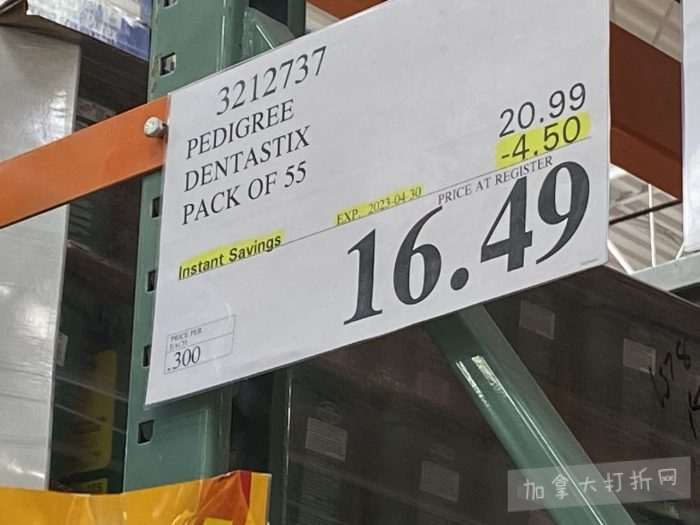 3212737
PEDIGREE
DENTASTIX
PACK OF 55
20.99
-4.50
EXP. 2023-04-30
PRICE AT REGISTER
Instant Savings
16.49
PRICE PER
EACH
.300
1578
加拿大打折网